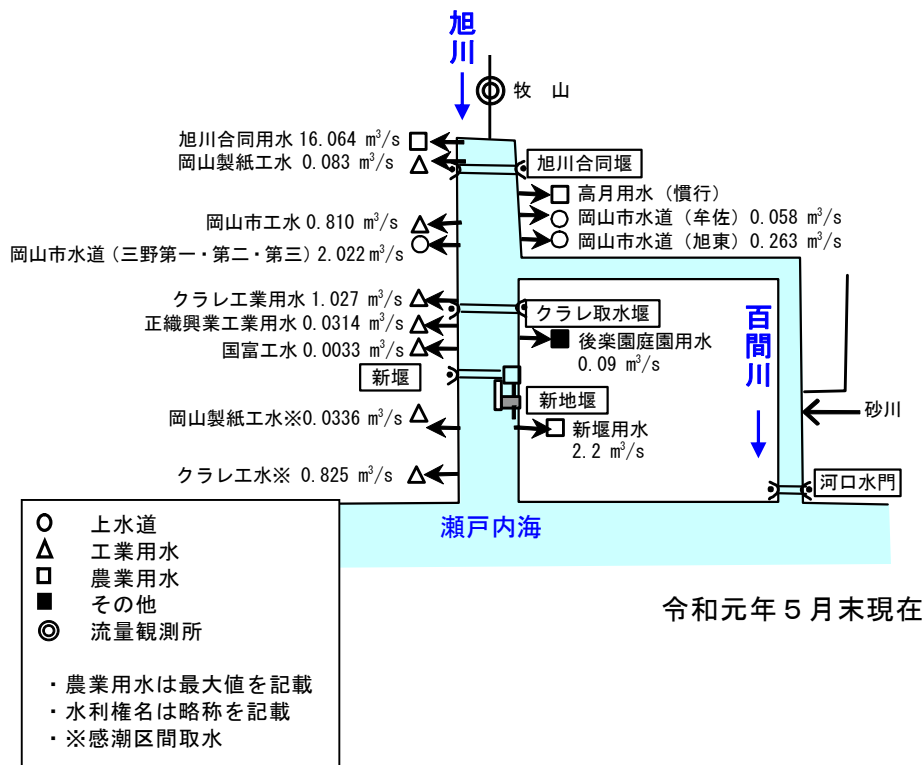 旭川
牧 山
旭川合同用水 16.064 m³/s
岡山製紙工水 0.083 m³/s
旭川合同堰
高月用水（慣行）
岡山市工水 0.810 m³/s
岡山市水道（牟佐）0.058 m³/s
岡山市水道（三野第一・第二・第三）2.022m³/s
岡山市水道（旭東）0.263 m³/s
クラレ工業用水 1.027 m³/s
クラレ取水堰
正織興業工業用水 0.0314 m³/s
国富工水 0.0033 m³/s
後楽園庭園用水
0.09 m³/s
百間川
新堰
新地堰
岡山製紙工水※0.0336 m³/s
砂川
新堰用水
2.2 m³/s
クラレ工水※ 0.825 m³/s
河口水門
瀬戸内海
上水道
工業用水
農業用水
その他
流量観測所
・農業用水は最大値を記載
・水利権名は略称を記載
・※感潮区間取水
令和元年５月末現在